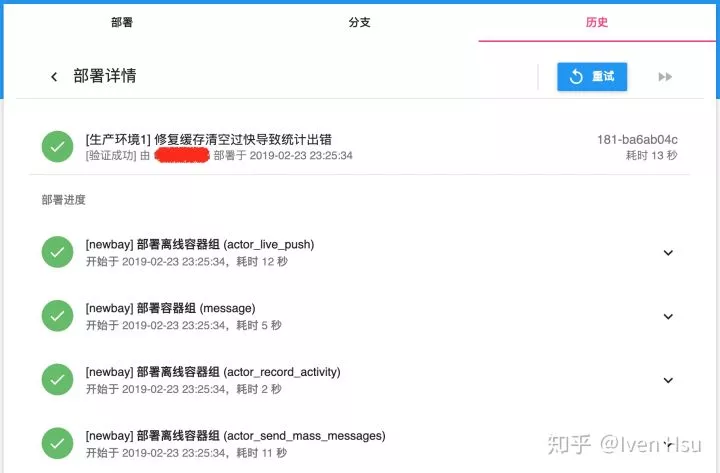 部署 分支 历史
部署详情 重试
[生产环境1] 修复缓存清空过快导致统计出错 181-ba6ab04c
[验证成功] 由 部署于 2019-02-23 23:25:34 耗时 13 秒
部署进度
[newbay] 部署离线容器组 (actor_live_push)
开始于 2019-02-23 23:25:34，耗时 12 秒
[newbay] 部署容器组 (message)
开始于 2019-02-23 23:25:34，耗时 5 秒
[newbay] 部署离线容器组 (actor_record_activity)
开始于 2019-02-23 23:25:34，耗时 2 秒
[newbay] 部署离线容器组 (actor_send_mass_messages)
开始于 2019-02-23 23:25:34，耗时 11 秒
知乎 @Iven Hsu